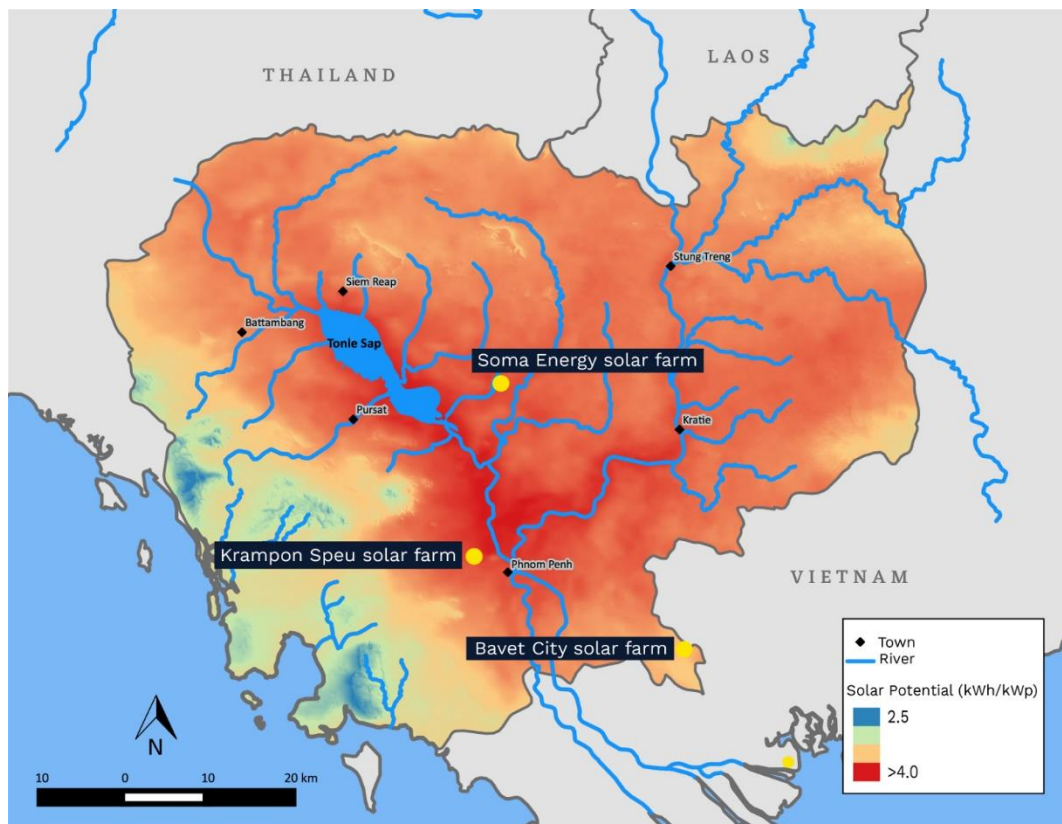 THAILAND
LAOS
Stung Treng
Siem Reap
Battambang
Tonle Sap
Soma Energy solar farm
Pursat
Kratie
Krampon Speu solar farm
Phnom Penh
VIETNAM
Bavet City solar farm
Town
River
Solar Potential (kWh/kWp)
2.5
>4.0
N
10 0 10 20 km